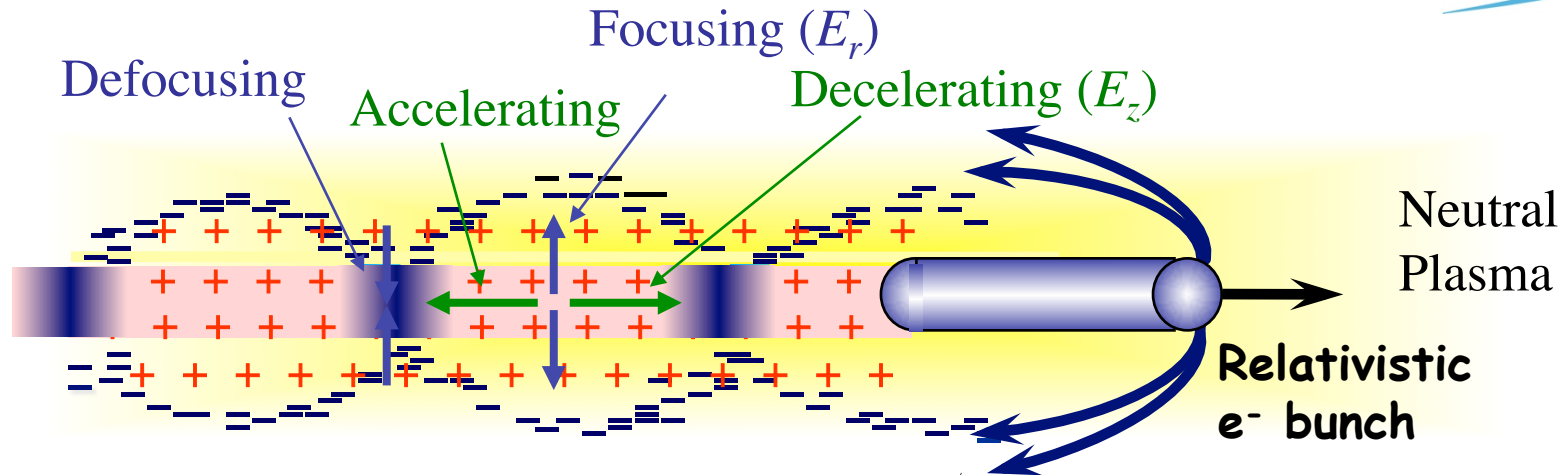 Focusing (E_r)
Defocusing
Accelerating
Decelerating (E_z)
Neutral
Plasma
Relativistic
e⁻ bunch